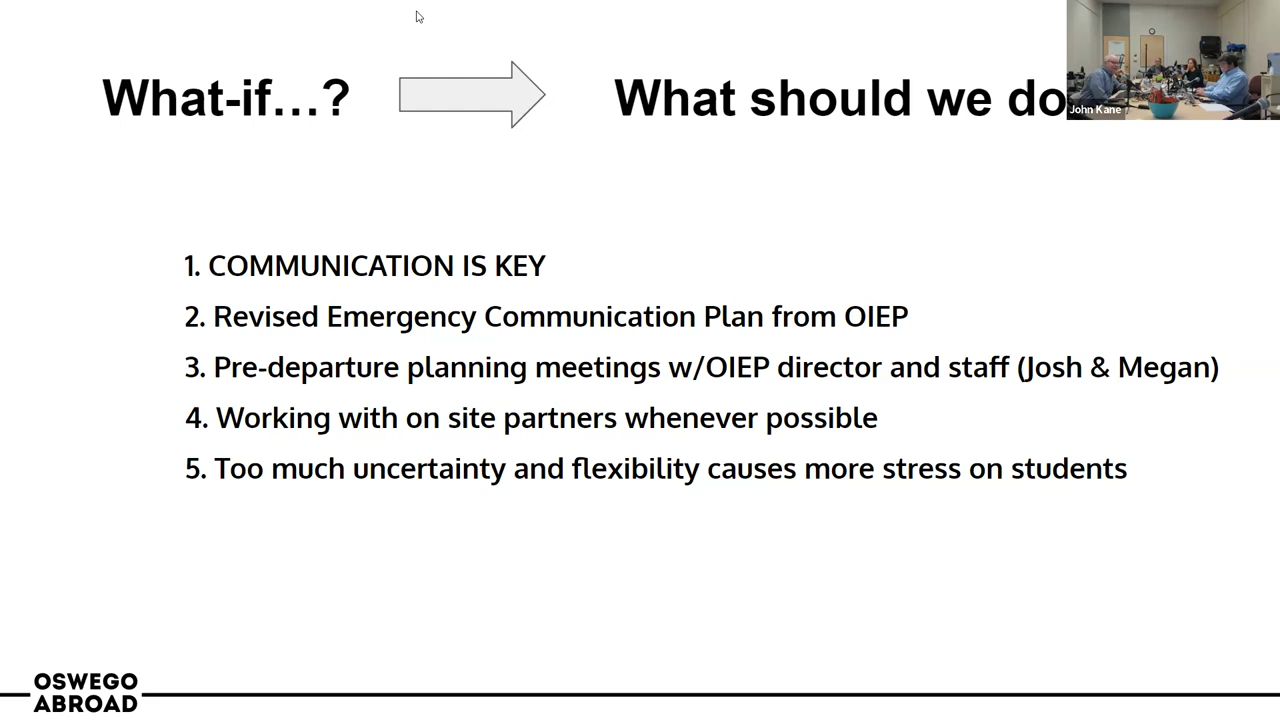 What-if…?
What should we do
John Kane
1. COMMUNICATION IS KEY
2. Revised Emergency Communication Plan from OIEP
3. Pre-departure planning meetings w/OIEP director and staff (Josh & Megan)
4. Working with on site partners whenever possible
5. Too much uncertainty and flexibility causes more stress on students
OSWEGO
ABROAD